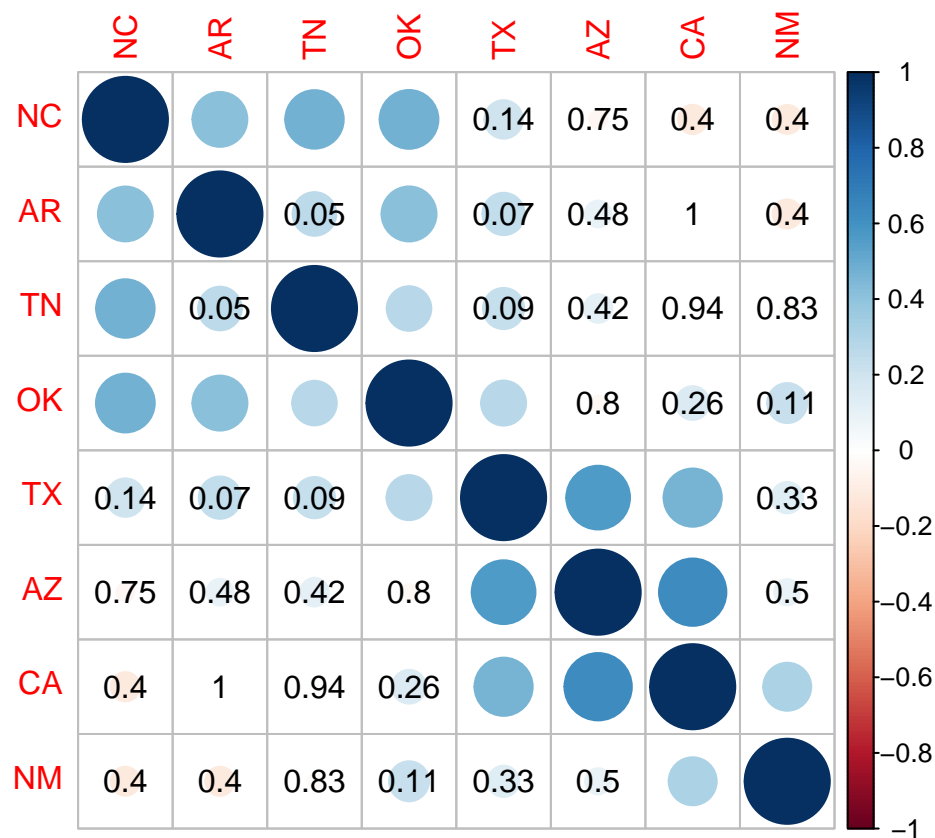 NC AR TN OK TX AZ CA NM
NC 0.14 0.75 0.4 0.4
AR 0.05 0.07 0.48 1 0.4
TN 0.05 0.09 0.42 0.94 0.83
OK 0.8 0.26 0.11
TX 0.14 0.07 0.09 0.33
AZ 0.75 0.48 0.42 0.8 0.5
CA 0.4 1 0.94 0.26
NM 0.4 0.4 0.83 0.11 0.33 0.5
1
0.8
0.6
0.4
0.2
0
−0.2
−0.4
−0.6
−0.8
−1